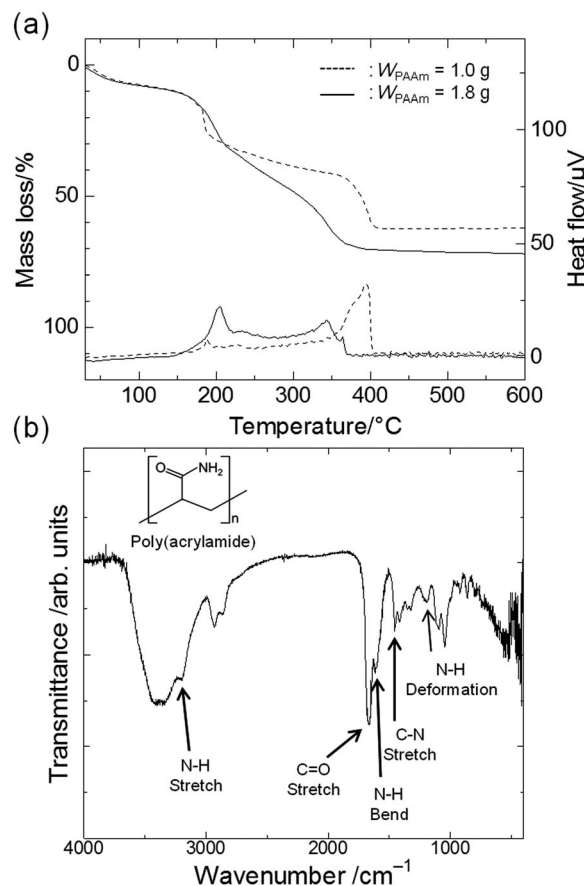 (a)
0
50
100
Mass loss/%
: WPAAm = 1.0 g
: WPAAm = 1.8 g
100
50
0
Heat flow/μV
100 200 300 400 500 600
Temperature/°C
(b)
O
NH2
n
Poly(acrylamide)
Transmittance /arb. units
N-H
Stretch
C=O
Stretch
N-H
Bend
C-N
Stretch
N-H
Deformation
4000 3000 2000 1000
Wavenumber /cm−1